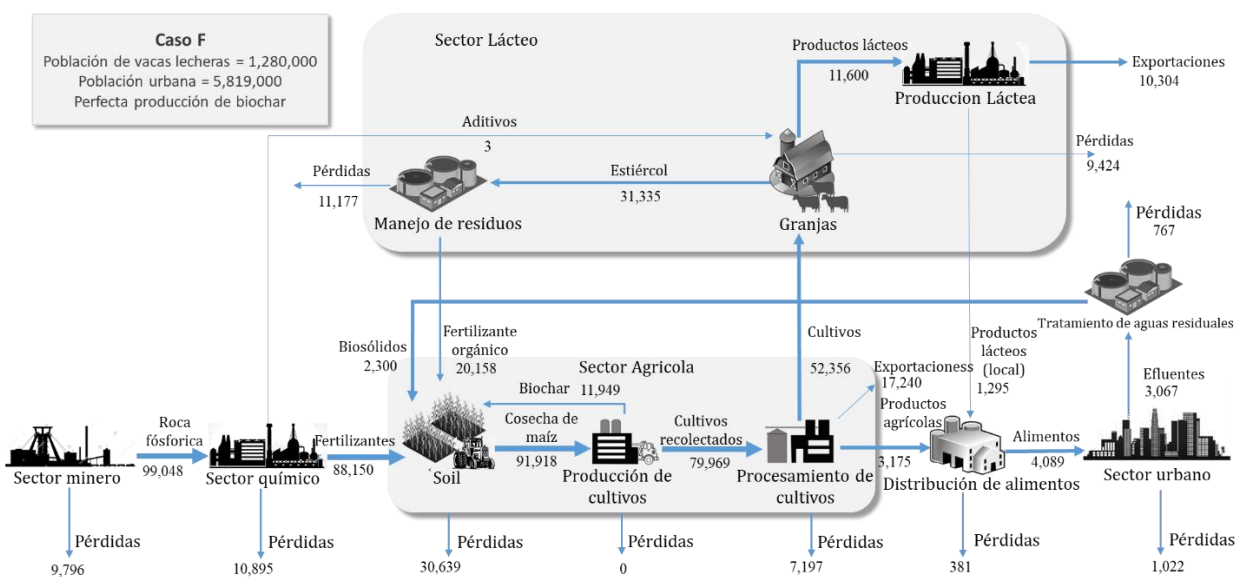 Caso F
Población de vacas lecheras = 1,280,000
Población urbana = 5,819,000
Perfecta producción de biochar
Sector Lácteo
Productos lácteos
11,600
Produccion Láctea
Exportaciones
10,304
Aditivos
3
Pérdidas
9,424
Pérdidas
11,177
Estiércol
31,335
Manejo de residuos
Granjas
Pérdidas
767
Tratamiento de aguas residuales
Biosólidos
2,300
Fertilizante
orgánico
20,158
Cultivos
52,356
Productos
lácteos
(local)
1,295
Efluentes
3,067
Sector Agricola
Exportacioness
17,240
Biochar
11,949
Productos
agrícolas
3,175
Roca
fósforica
99,048
Fertilizantes
88,150
Cosecha de
maíz
91,918
Cultivos
recolectados
79,969
Alimentos
4,089
Sector minero
Sector químico
Soil
Producción de
cultivos
Procesamiento de
cultivos
Distribución de alimentos
Sector urbano
Pérdidas
9,796
Pérdidas
10,895
Pérdidas
30,639
Pérdidas
0
Pérdidas
7,197
Pérdidas
381
Pérdidas
1,022